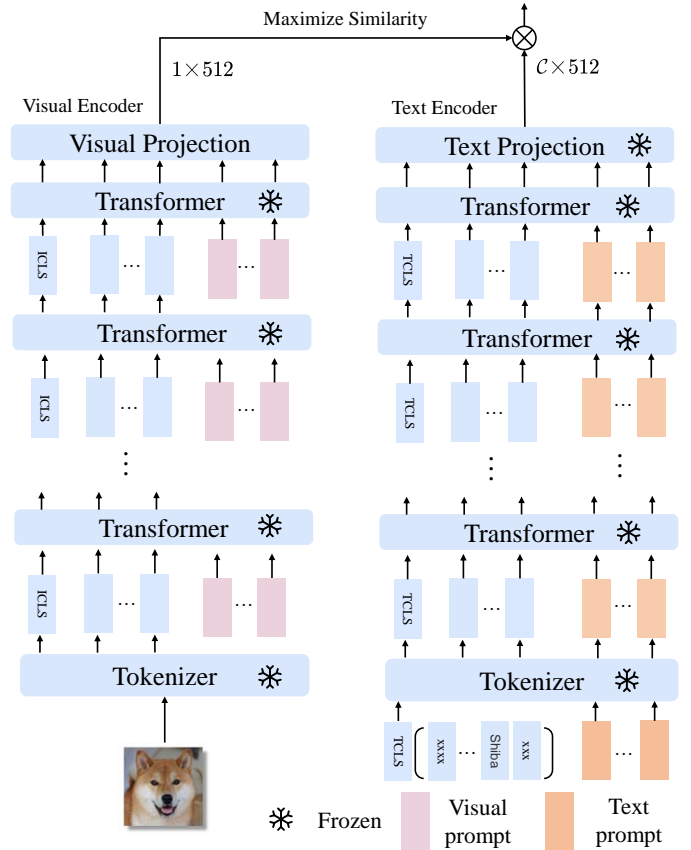 Maximize Similarity
1×512
𝒞×512
Visual Encoder
Text Encoder
Visual Projection
Text Projection
Transformer
Transformer
ICLS
...
...
TCLS
...
...
Transformer
Transformer
ICLS
...
...
TCLS
...
...
Transformer
Transformer
ICLS
...
...
TCLS
...
...
Tokenizer
Tokenizer
TCLS
(
xxxx
...
Shiba
xxx
)
...
Frozen
Visual
prompt
Text
prompt